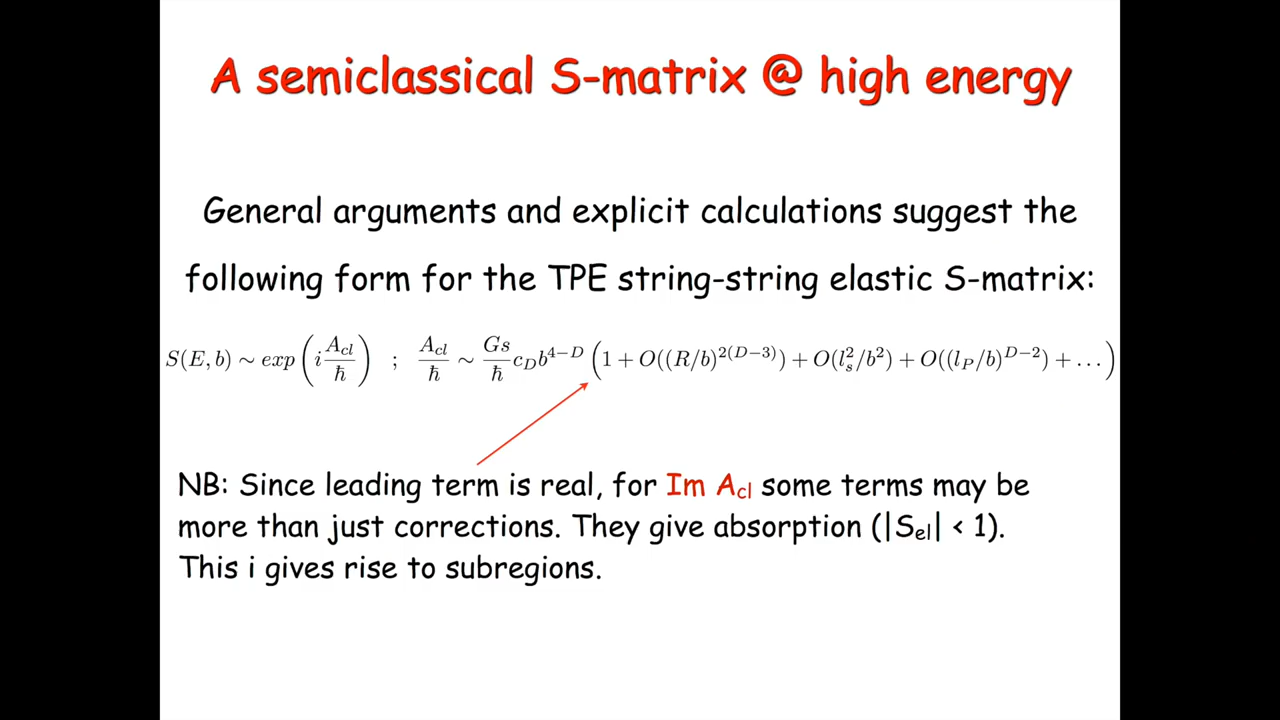 A semiclassical S-matrix @ high energy
General arguments and explicit calculations suggest the
following form for the TPE string-string elastic S-matrix:
S(E, b) ∼ exp(i A_cl/ħ) ; A_cl/ħ ∼ Gs/ħ c_D b^{4−D} (1 + O((R/b)^{2(D−3)}) + O(l_s^2/b^2) + O((l_P/b)^{D−2}) + . . .)
NB: Since leading term is real, for Im A_cl some terms may be
more than just corrections. They give absorption (|S_el| < 1).
This i gives rise to subregions.